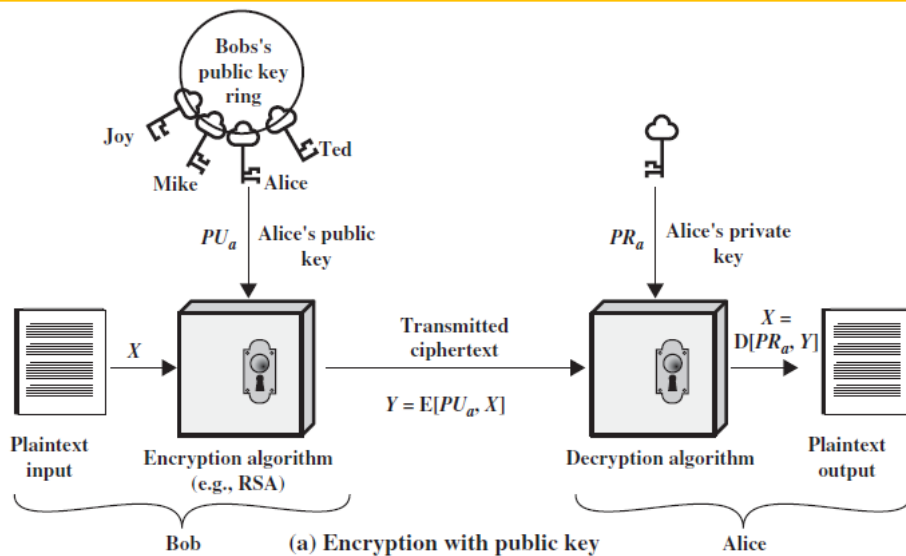 Bobs's
public key
ring
Joy
Ted
Mike
Alice
PUₐ
Alice's public
key
PRₐ
Alice's private
key
X
Transmitted
ciphertext
X =
D[PRₐ, Y]
Y = E[PUₐ, X]
Plaintext
input
Encryption algorithm
(e.g., RSA)
Decryption algorithm
Plaintext
output
Bob
(a) Encryption with public key
Alice